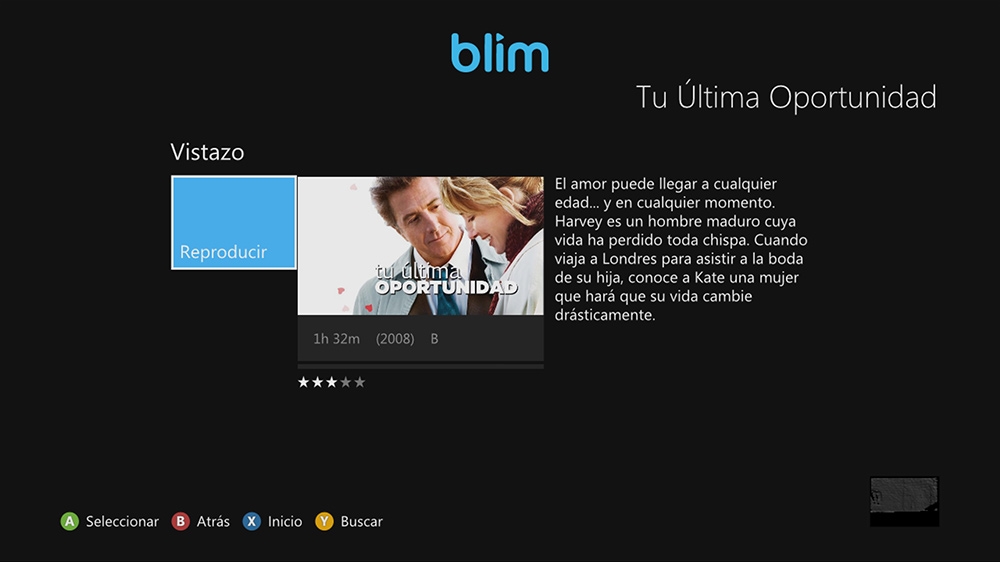 blim
Tu Última Oportunidad
Vistazo
Reproducir
tu última
OPORTUNIDAD
1h 32m (2008) B
El amor puede llegar a cualquier
edad... y en cualquier momento.
Harvey es un hombre maduro cuya
vida ha perdido toda chispa. Cuando
viaja a Londres para asistir a la boda
de su hija, conoce a Kate una mujer
que hará que su vida cambie
drásticamente.
A Seleccionar B Atrás X Inicio Y Buscar